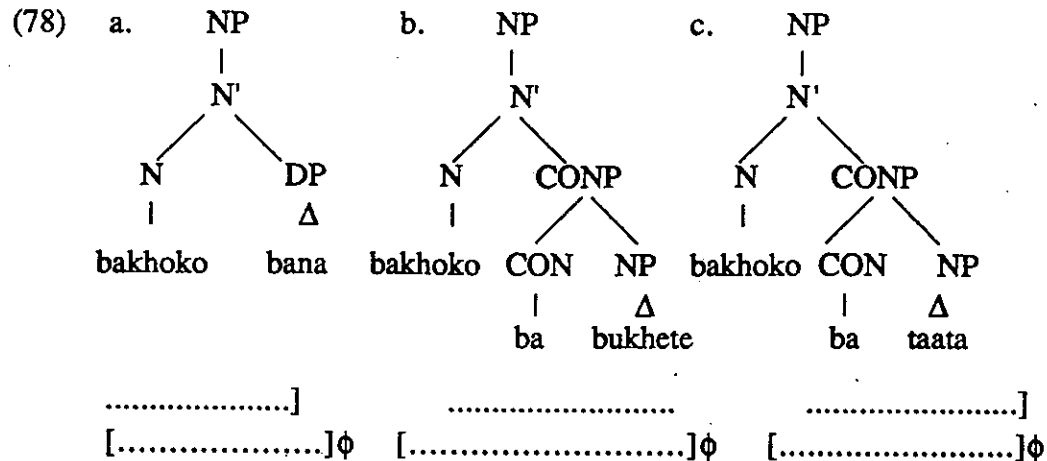 (78) a. NP b. NP c. NP
N' N' N'
N DP N CONP N CONP
Δ
bakhoko bana bakhoko CON NP bakhoko CON NP
Δ Δ
ba bukhete ba taata
....................] ........................ .......................]
[........................]ϕ [..............................]ϕ [............................]ϕ